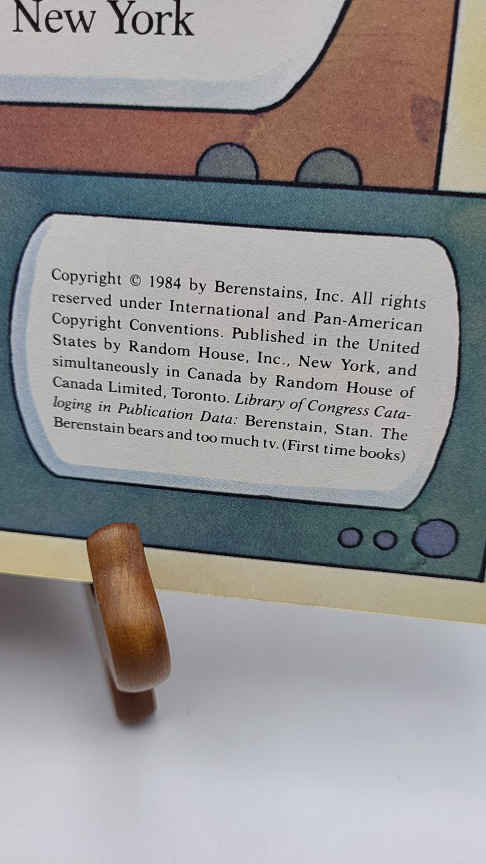 New York
Copyright © 1984 by Berenstains, Inc. All rights
reserved under International and Pan-American
Copyright Conventions. Published in the United
States by Random House, Inc., New York, and
simultaneously in Canada by Random House of
Canada Limited, Toronto. Library of Congress Cata-
loging in Publication Data: Berenstain, Stan. The
Berenstain bears and too much tv. (First time books)